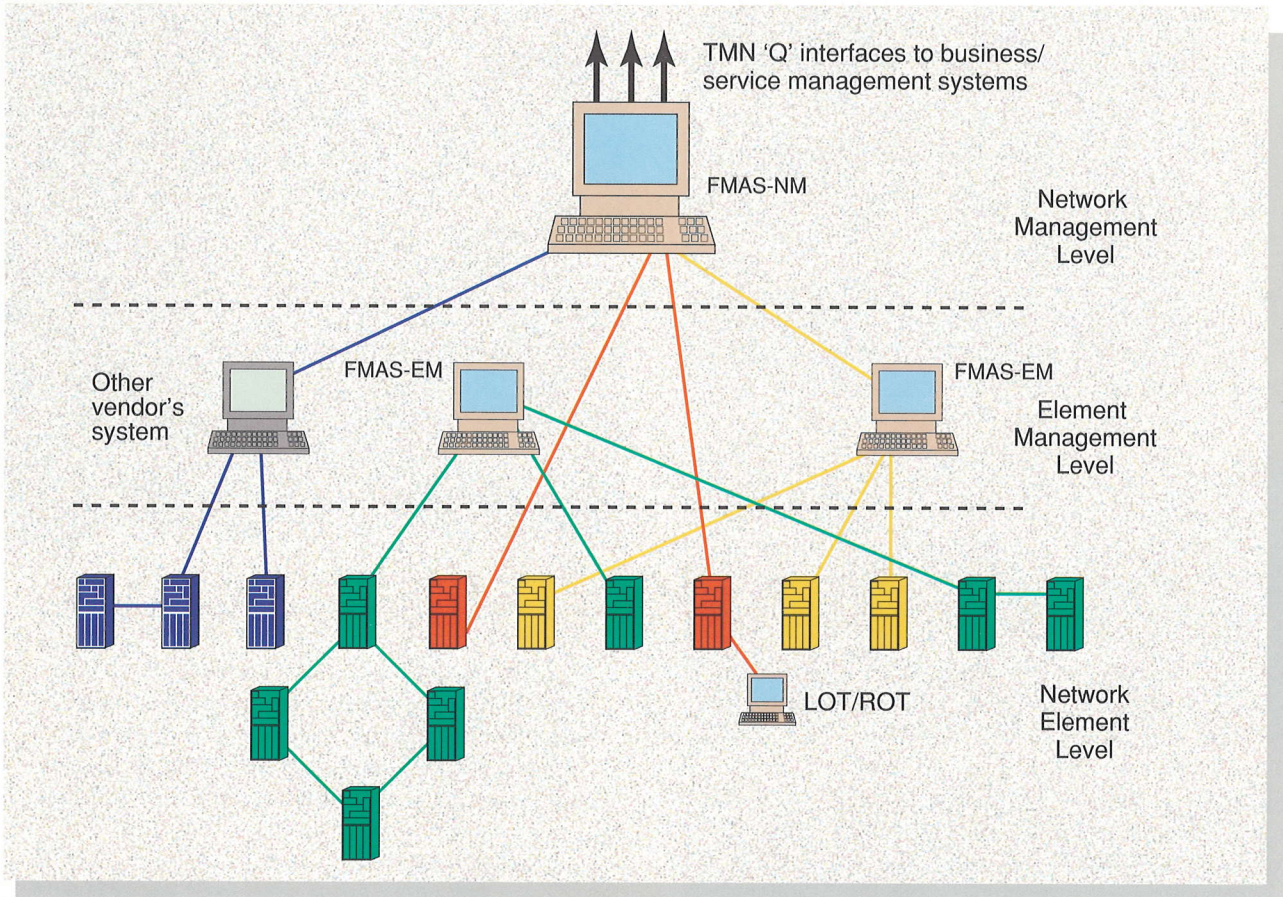 TMN 'Q' interfaces to business/
service management systems
FMAS-NM
Network
Management
Level
Other
vendor's
system
FMAS-EM
FMAS-EM
Element
Management
Level
LOT/ROT
Network
Element
Level